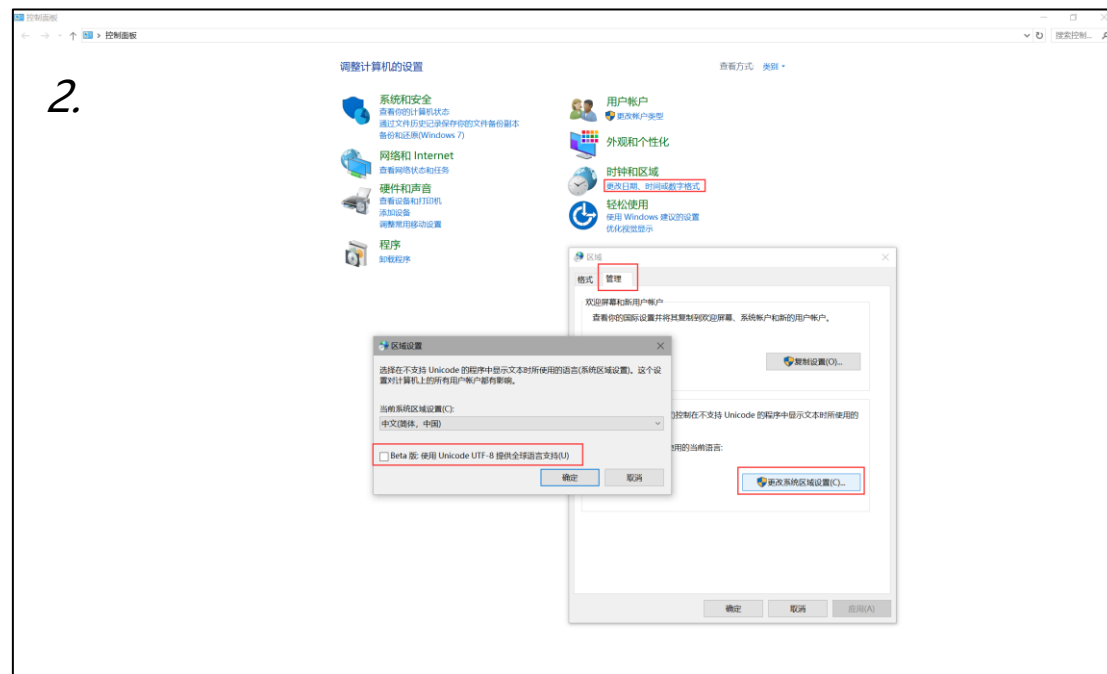 控制面板
控制面板
搜索控制...
2.
调整计算机的设置
查看方式: 类别
系统和安全
查看你的计算机状态
通过文件历史记录保存你的文件备份副本
备份和还原(Windows 7)
网络和 Internet
查看网络状态和任务
硬件和声音
查看设备和打印机
添加设备
调整常用移动设置
程序
卸载程序
用户帐户
更改帐户类型
外观和个性化
时钟和区域
更改日期、时间或数字格式
轻松使用
使用 Windows 建议的设置
优化视觉显示
区域
格式 管理
欢迎屏幕和新用户帐户
查看你的国际设置并将其复制到欢迎屏幕、系统帐户和新的用户帐户。
复制设置(O)...
控制在不支持 Unicode 的程序中显示文本时所使用的
使用的当前语言:
更改系统区域设置(C)...
确定 取消 应用(A)
区域设置
选择在不支持 Unicode 的程序中显示文本时所使用的语言(系统区域设置)。这个设
置对计算机上的所有用户帐户都有影响。
当前系统区域设置(C):
中文(简体，中国)
Beta 版: 使用 Unicode UTF-8 提供全球语言支持(U)
确定 取消